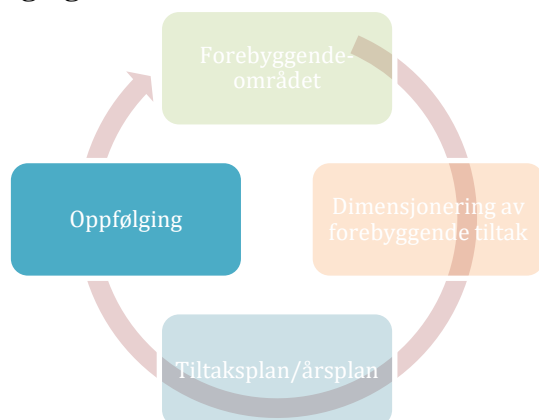 Forebyggende-
området
Dimensjonering av
forebyggende tiltak
Oppfølging
Tiltaksplan/årsplan